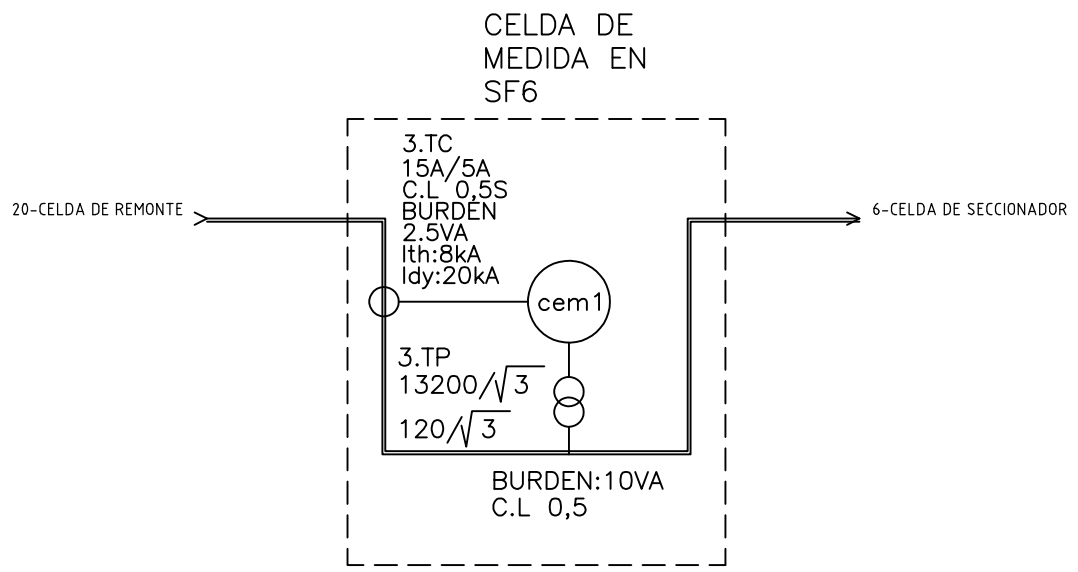 CELDA DE
MEDIDA EN
SF6
3.TC
15A/5A
C.L 0,5S
BURDEN
2.5VA
Ith:8kA
Idy:20kA
20-CELDA DE REMONTE
6-CELDA DE SECCIONADOR
cem1
3.TP
13200/√3
120/√3
BURDEN:10VA
C.L 0,5